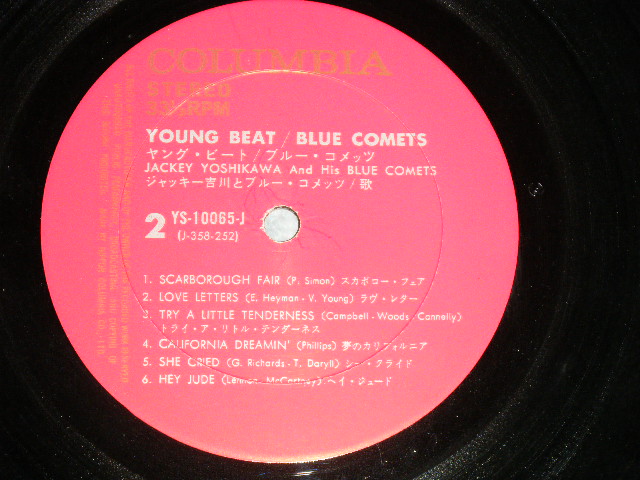 COLUMBIA
STEREO
33⅓RPM
YOUNG BEAT / BLUE COMETS
ヤング・ビート / ブルー・コメッツ
JACKEY YOSHIKAWA And His BLUE COMETS
ジャッキー吉川とブルー・コメッツ / 歌
2 YS-10065-J
(J-358-252)
1. SCARBOROUGH FAIR (P. Simon) スカボロー・フェア
2. LOVE LETTERS (E. Heyman - V. Young) ラヴ・レター
3. TRY A LITTLE TENDERNESS (Campbell - Woods - Connelly)
トライ・ア・リトル・テンダーネス
4. CALIFORNIA DREAMIN' (Phillips) 夢のカリフォルニア
5. SHE CRIED (G. Richards - T. Daryll) シー・クライド
6. HEY JUDE (Lennon - McCartney) ヘイ・ジュード